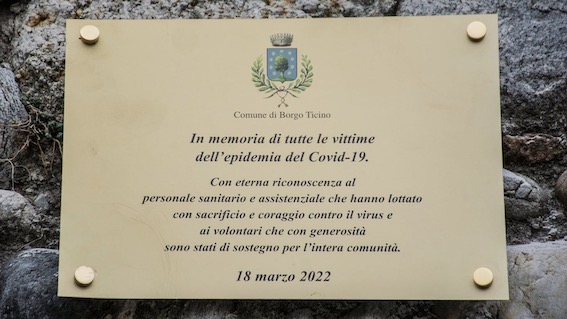 Comune di Borgo Ticino
In memoria di tutte le vittime
dell'epidemia del Covid-19.
Con eterna riconoscenza al
personale sanitario e assistenziale che hanno lottato
con sacrificio e coraggio contro il virus e
ai volontari che con generosità
sono stati di sostegno per l'intera comunità.
18 marzo 2022